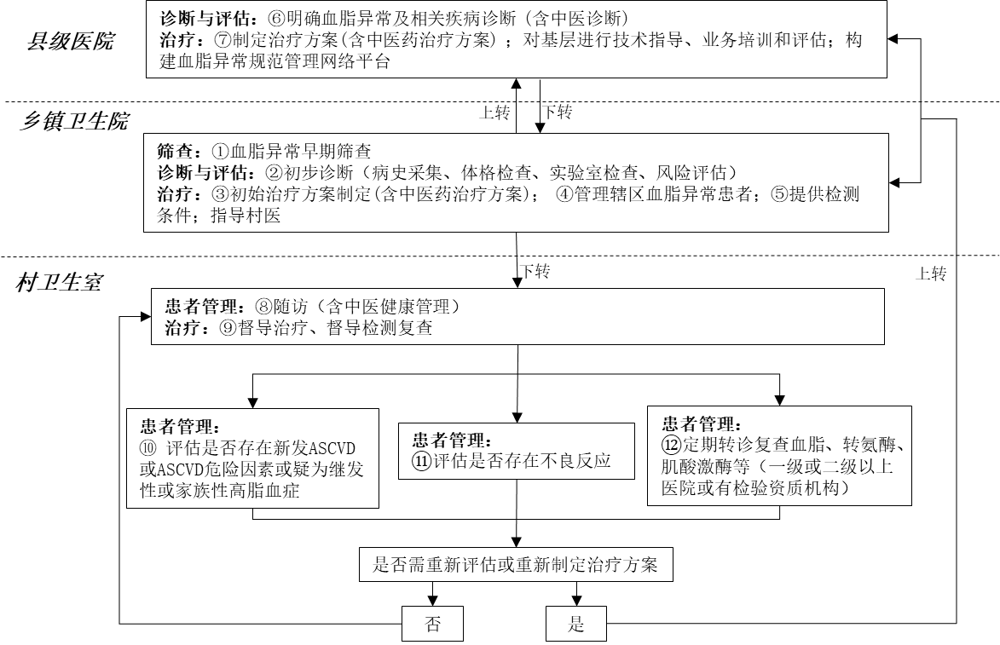 县级医院
诊断与评估：⑥明确血脂异常及相关疾病诊断（含中医诊断）
治疗：⑦制定治疗方案(含中医药治疗方案)；对基层进行技术指导、业务培训和评估；构
建血脂异常规范管理网络平台
上转
下转
乡镇卫生院
筛查：①血脂异常早期筛查
诊断与评估：②初步诊断（病史采集、体格检查、实验室检查、风险评估）
治疗：③初始治疗方案制定(含中医药治疗方案)； ④管理辖区血脂异常患者；⑤提供检测
条件；指导村医
下转
上转
村卫生室
患者管理：⑧随访（含中医健康管理）
治疗：⑨督导治疗、督导检测复查
患者管理：
⑩ 评估是否存在新发ASCVD
或ASCVD危险因素或疑为继发
性或家族性高脂血症
患者管理：
⑪评估是否存在不良反应
患者管理：
⑫定期转诊复查血脂、转氨酶、
肌酸激酶等（一级或二级以上
医院或有检验资质机构）
是否需重新评估或重新制定治疗方案
否
是